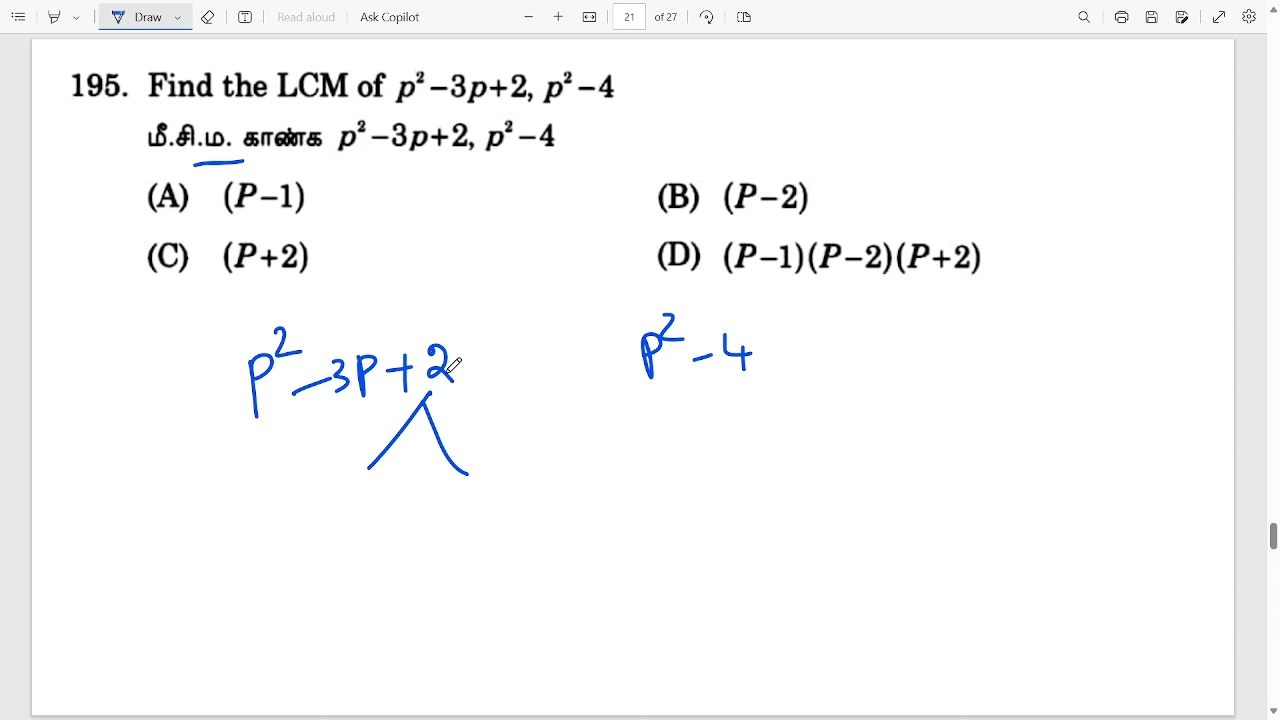 Draw
Read aloud
Ask Copilot
21 of 27
195. Find the LCM of p²−3p+2, p²−4
மீ.சி.ம. காண்க p²−3p+2, p²−4
(A) (P−1)
(B) (P−2)
(C) (P+2)
(D) (P−1)(P−2)(P+2)
p² − 3p + 2
p² − 4